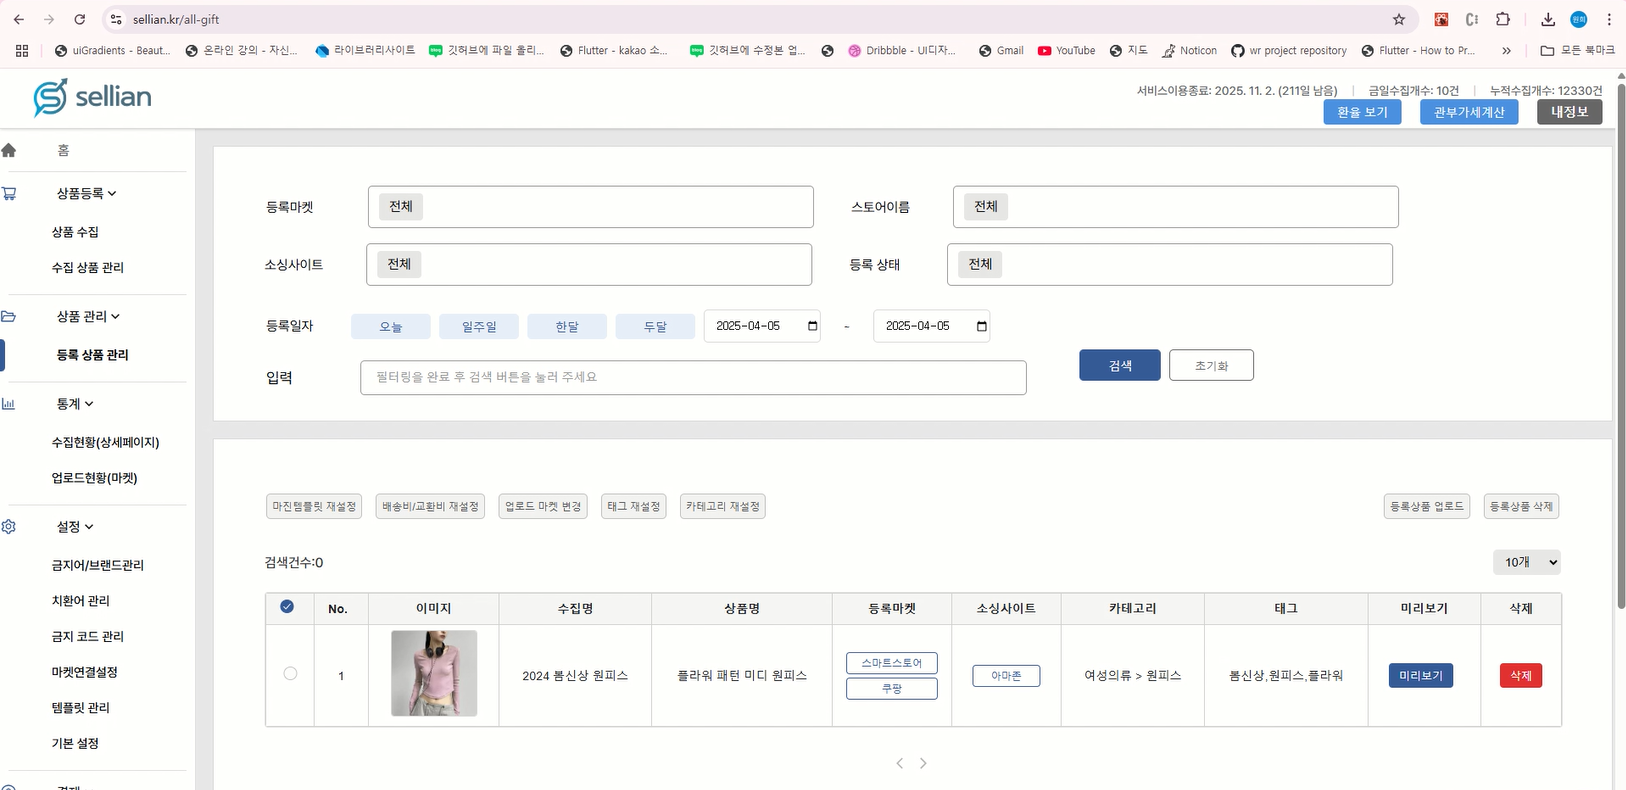 sellian.kr/all-gift
원희
uiGradients - Beaut...
온라인 강의 - 자신...
라이브러리사이트
깃허브에 파일 올리...
Flutter - kakao 소...
깃허브에 수정본 업...
Dribbble - UI디자...
Gmail
YouTube
지도
Noticon
wr project repository
Flutter - How to Pr...
모든 북마크
sellian
서비스이용종료: 2025. 11. 2. (211일 남음) | 금일수집개수: 10건 | 누적수집개수: 12330건
환율 보기
관부가세계산
내정보
홈
상품등록
상품 수집
수집 상품 관리
상품 관리
등록 상품 관리
통계
수집현황(상세페이지)
업로드현황(마켓)
설정
금지어/브랜드관리
치환어 관리
금지 코드 관리
마켓연결설정
템플릿 관리
기본 설정
등록마켓 전체 스토어이름 전체
소싱사이트 전체 등록 상태 전체
등록일자 오늘 일주일 한달 두달 2025-04-05 ~ 2025-04-05
입력 필터링을 완료 후 검색 버튼을 눌러 주세요 검색 초기화
마진템플릿 재설정 배송비/교환비 재설정 업로드 마켓 변경 태그 재설정 카테고리 재설정 등록상품 업로드 등록상품 삭제
검색건수:0 10개
No. 이미지 수집명 상품명 등록마켓 소싱사이트 카테고리 태그 미리보기 삭제
1 2024 봄신상 원피스 플라워 패턴 미디 원피스 스마트스토어 쿠팡 아마존 여성의류 > 원피스 봄신상,원피스,플라워 미리보기 삭제